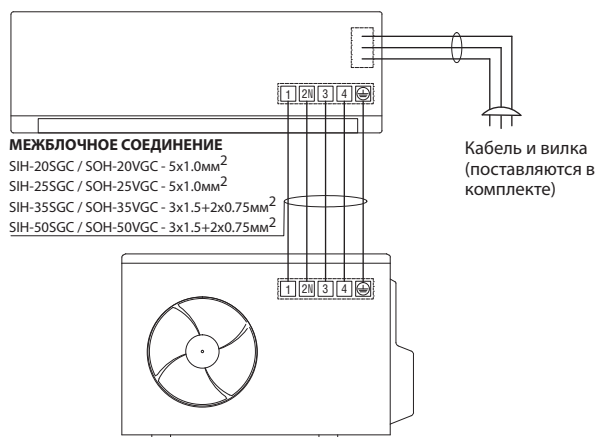 1 2N 3 4
МЕЖБЛОЧНОЕ СОЕДИНЕНИЕ
SIH-20SGC / SOH-20VGC - 5x1.0мм2
SIH-25SGC / SOH-25VGC - 5x1.0мм2
SIH-35SGC / SOH-35VGC - 3x1.5+2x0.75мм2
SIH-50SGC / SOH-50VGC - 3x1.5+2x0.75мм2
Кабель и вилка
(поставляются в
комплекте)
1 2N 3 4